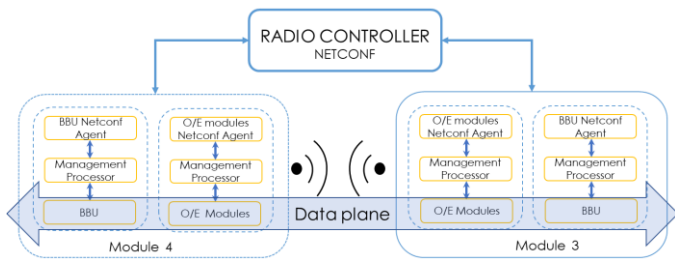 RADIO CONTROLLER
NETCONF
BBU Netconf
Agent
Management
Processor
BBU
O/E modules
Netconf Agent
Management
Processor
O/E Modules
Module 4
Data plane
O/E modules
Netconf Agent
Management
Processor
O/E Modules
BBU Netconf
Agent
Management
Processor
BBU
Module 3